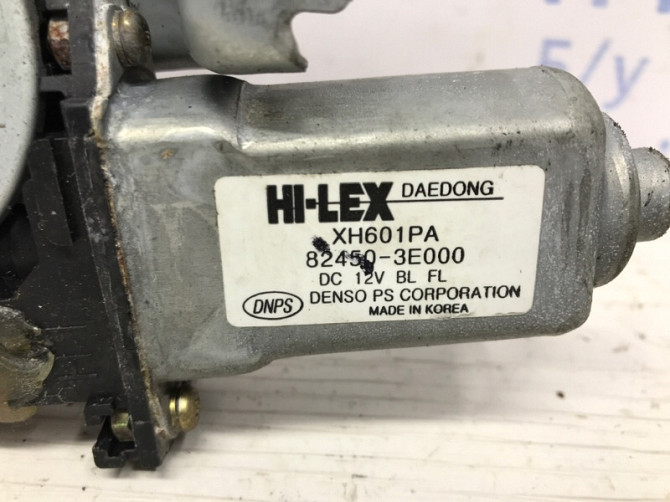 Б/у
HI-LEX DAEDONG
XH601PA
82450-3E000
DC 12V BL FL
DNPS DENSO PS CORPORATION
MADE IN KOREA